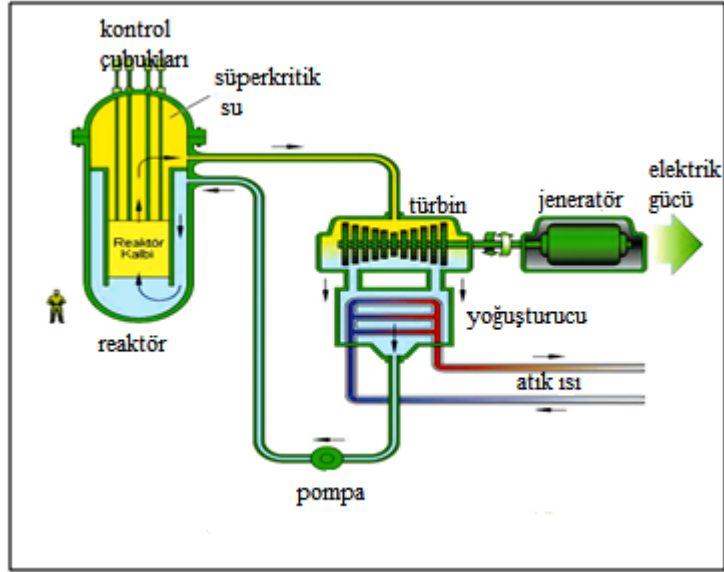 kontrol
çubukları
süperkritik
su
elektrik
gücü
türbin
jeneratör
Reaktör
Kalbi
yoğuşturucu
reaktör
atık ısı
pompa